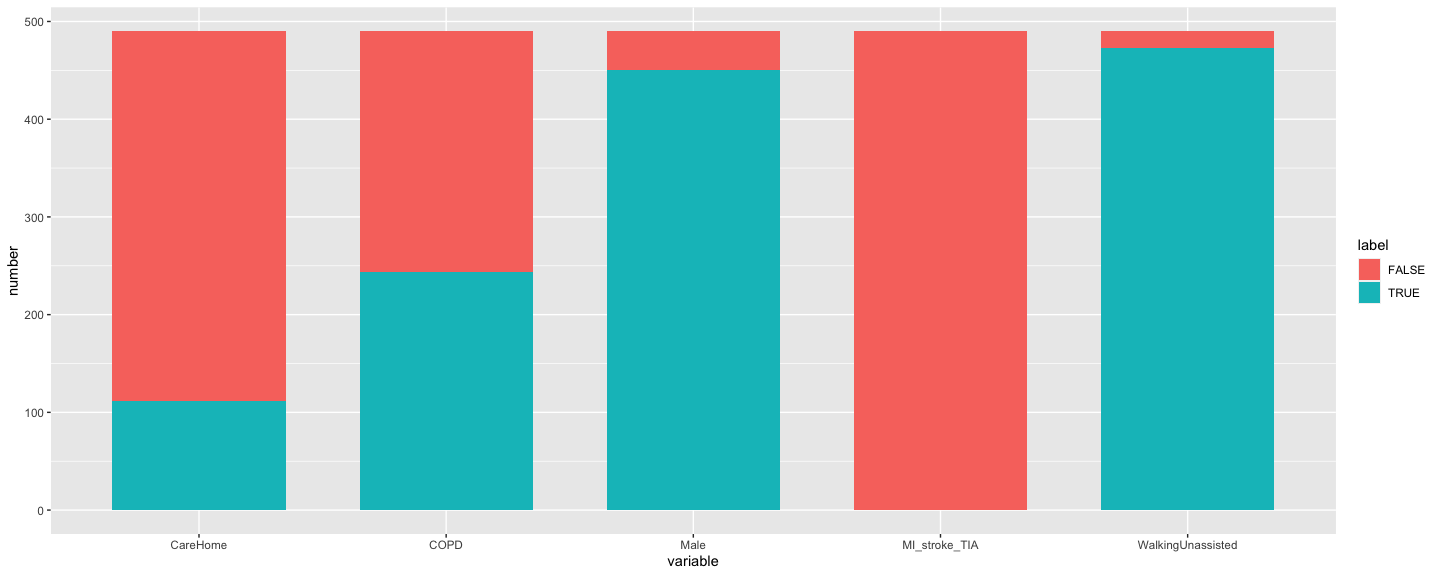 number
500
400
300
200
100
0
CareHome COPD Male MI_stroke_TIA WalkingUnassisted
variable
label
FALSE
TRUE